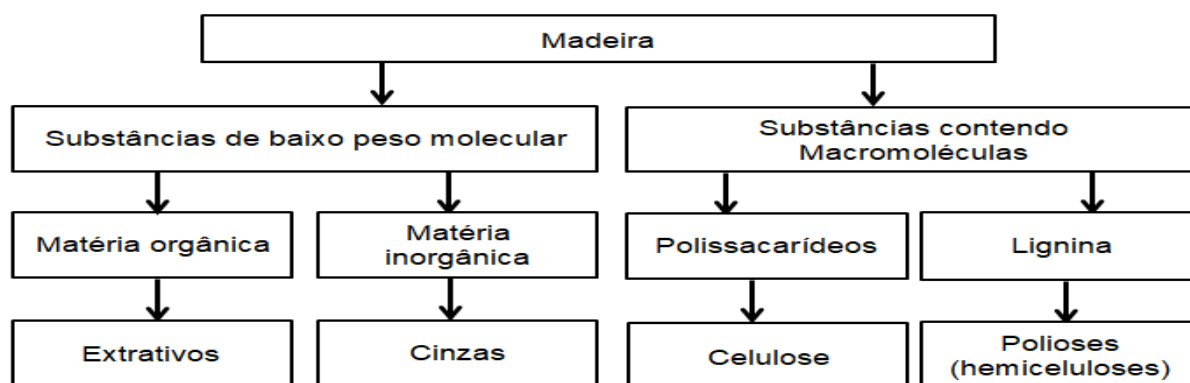 Madeira
Substâncias de baixo peso molecular
Substâncias contendo
Macromoléculas
Matéria orgânica
Matéria
inorgânica
Polissacarídeos
Lignina
Extrativos
Cinzas
Celulose
Polioses
(hemiceluloses)